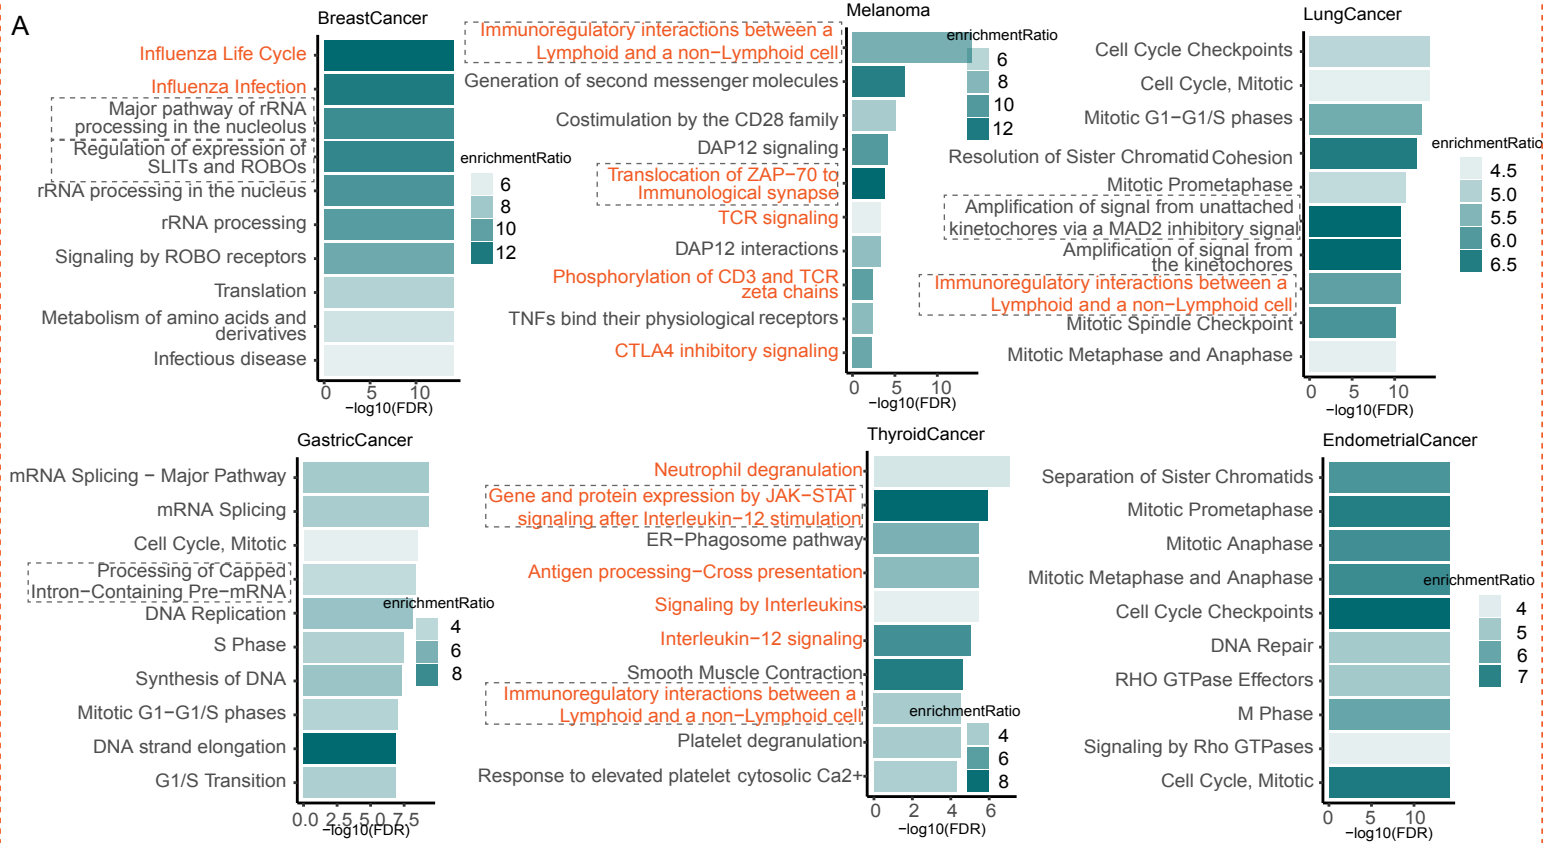 A
BreastCancer
Influenza Life Cycle
Influenza Infection
Major pathway of rRNA
processing in the nucleolus
Regulation of expression of
SLITs and ROBOs
rRNA processing in the nucleus
rRNA processing
Signaling by ROBO receptors
Translation
Metabolism of amino acids and
derivatives
Infectious disease
0 5 10
−log10(FDR)
enrichmentRatio
6
8
10
12
Melanoma
Immunoregulatory interactions between a
Lymphoid and a non−Lymphoid cell
Generation of second messenger molecules
Costimulation by the CD28 family
DAP12 signaling
Translocation of ZAP−70 to
Immunological synapse
TCR signaling
DAP12 interactions
Phosphorylation of CD3 and TCR
zeta chains
TNFs bind their physiological receptors
CTLA4 inhibitory signaling
0 5 10
−log10(FDR)
enrichmentRatio
6
8
10
12
LungCancer
Cell Cycle Checkpoints
Cell Cycle, Mitotic
Mitotic G1−G1/S phases
Resolution of Sister Chromatid Cohesion
Mitotic Prometaphase
Amplification of signal from unattached
kinetochores via a MAD2 inhibitory signal
Amplification of signal from
the kinetochores
Immunoregulatory interactions between a
Lymphoid and a non−Lymphoid cell
Mitotic Spindle Checkpoint
Mitotic Metaphase and Anaphase
0 5 10
−log10(FDR)
enrichmentRatio
4.5
5.0
5.5
6.0
6.5
GastricCancer
mRNA Splicing − Major Pathway
mRNA Splicing
Cell Cycle, Mitotic
Processing of Capped
Intron−Containing Pre−mRNA
DNA Replication
S Phase
Synthesis of DNA
Mitotic G1−G1/S phases
DNA strand elongation
G1/S Transition
0.0 2.5 5.0 7.5
−log10(FDR)
enrichmentRatio
4
6
8
ThyroidCancer
Neutrophil degranulation
Gene and protein expression by JAK−STAT
signaling after Interleukin−12 stimulation
ER−Phagosome pathway
Antigen processing−Cross presentation
Signaling by Interleukins
Interleukin−12 signaling
Smooth Muscle Contraction
Immunoregulatory interactions between a
Lymphoid and a non−Lymphoid cell
Platelet degranulation
Response to elevated platelet cytosolic Ca2+
0 2 4 6
−log10(FDR)
enrichmentRatio
4
6
8
EndometrialCancer
Separation of Sister Chromatids
Mitotic Prometaphase
Mitotic Anaphase
Mitotic Metaphase and Anaphase
Cell Cycle Checkpoints
DNA Repair
RHO GTPase Effectors
M Phase
Signaling by Rho GTPases
Cell Cycle, Mitotic
0 5 10
−log10(FDR)
enrichmentRatio
4
5
6
7